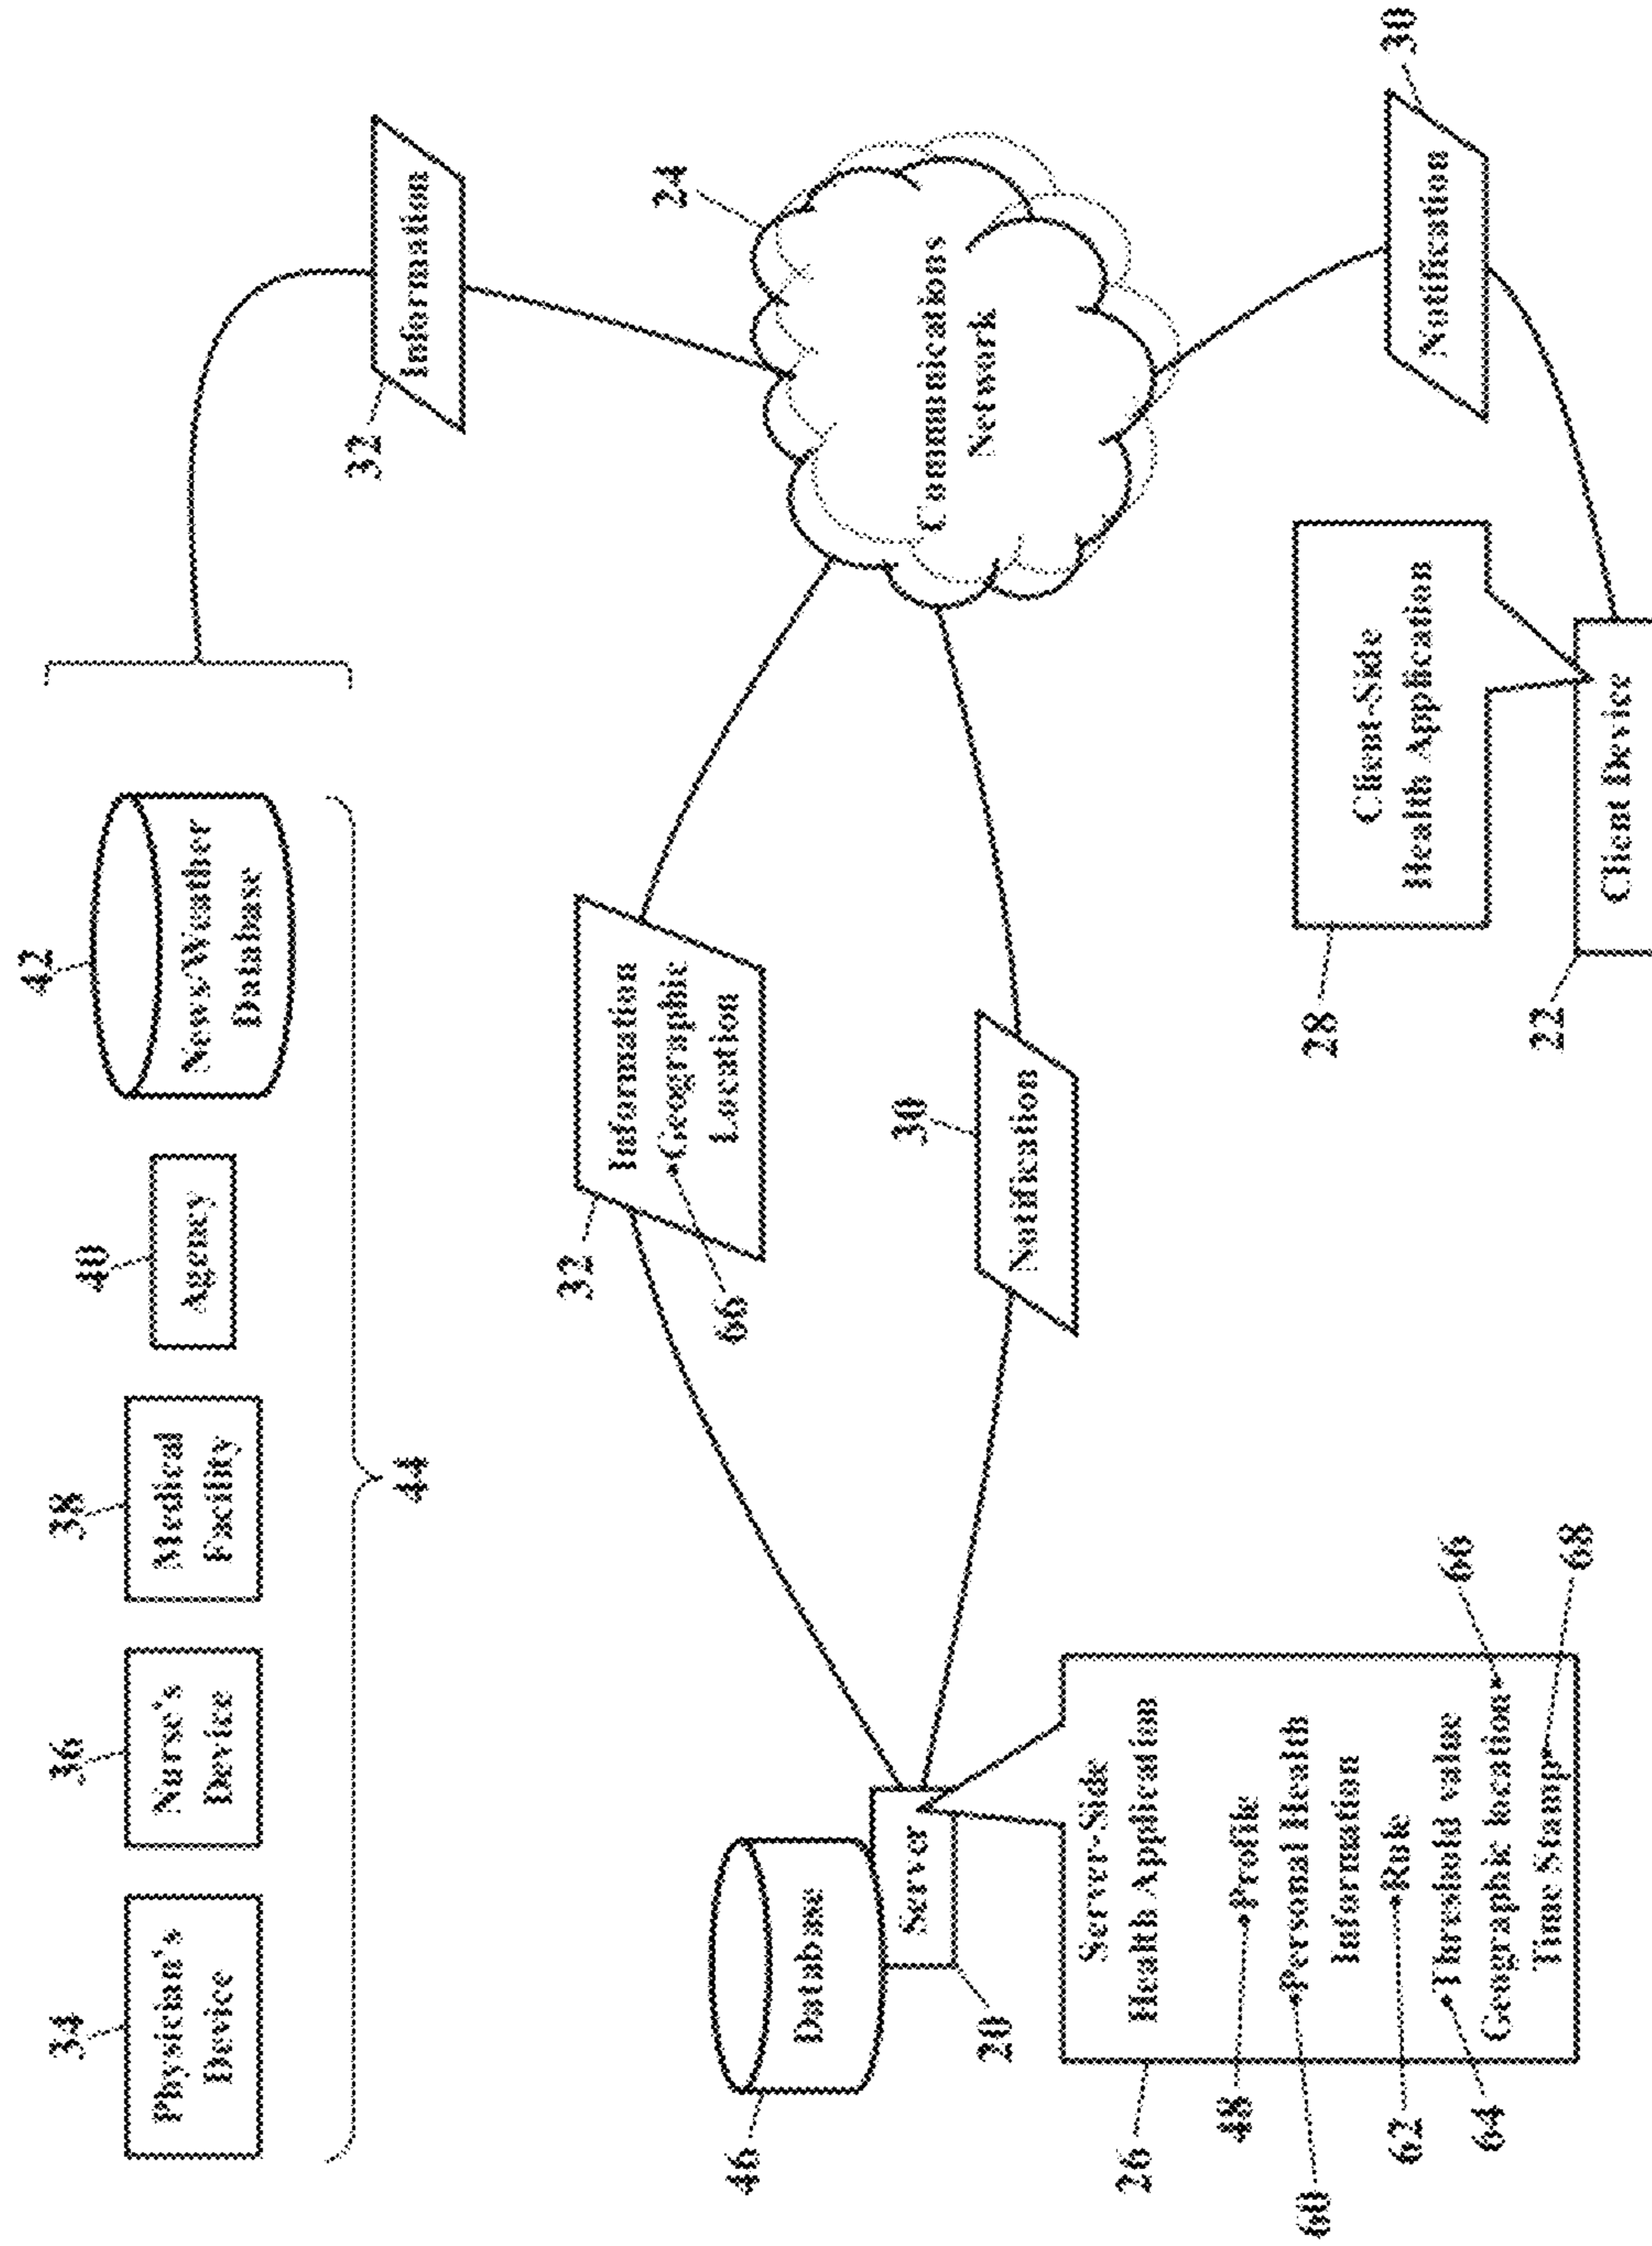 34
Physician's
Device
36
Nurse's
Device
38
Medical
Facility
40
Agency
42
News/Weather
Database
44
32
Information
46
Database
Server
20
32
Information
•Geographic
Location
66
24
Communications
Network
30
Notification
26
Server-Side
Health Application
48
•Profile
60
•Personal Health
Information
62
•Rule
64
•Threshold value
Geographic location•
66
Time Stamp•
68
28
Client-Side
Health Application
22
Client Device
30
Notification